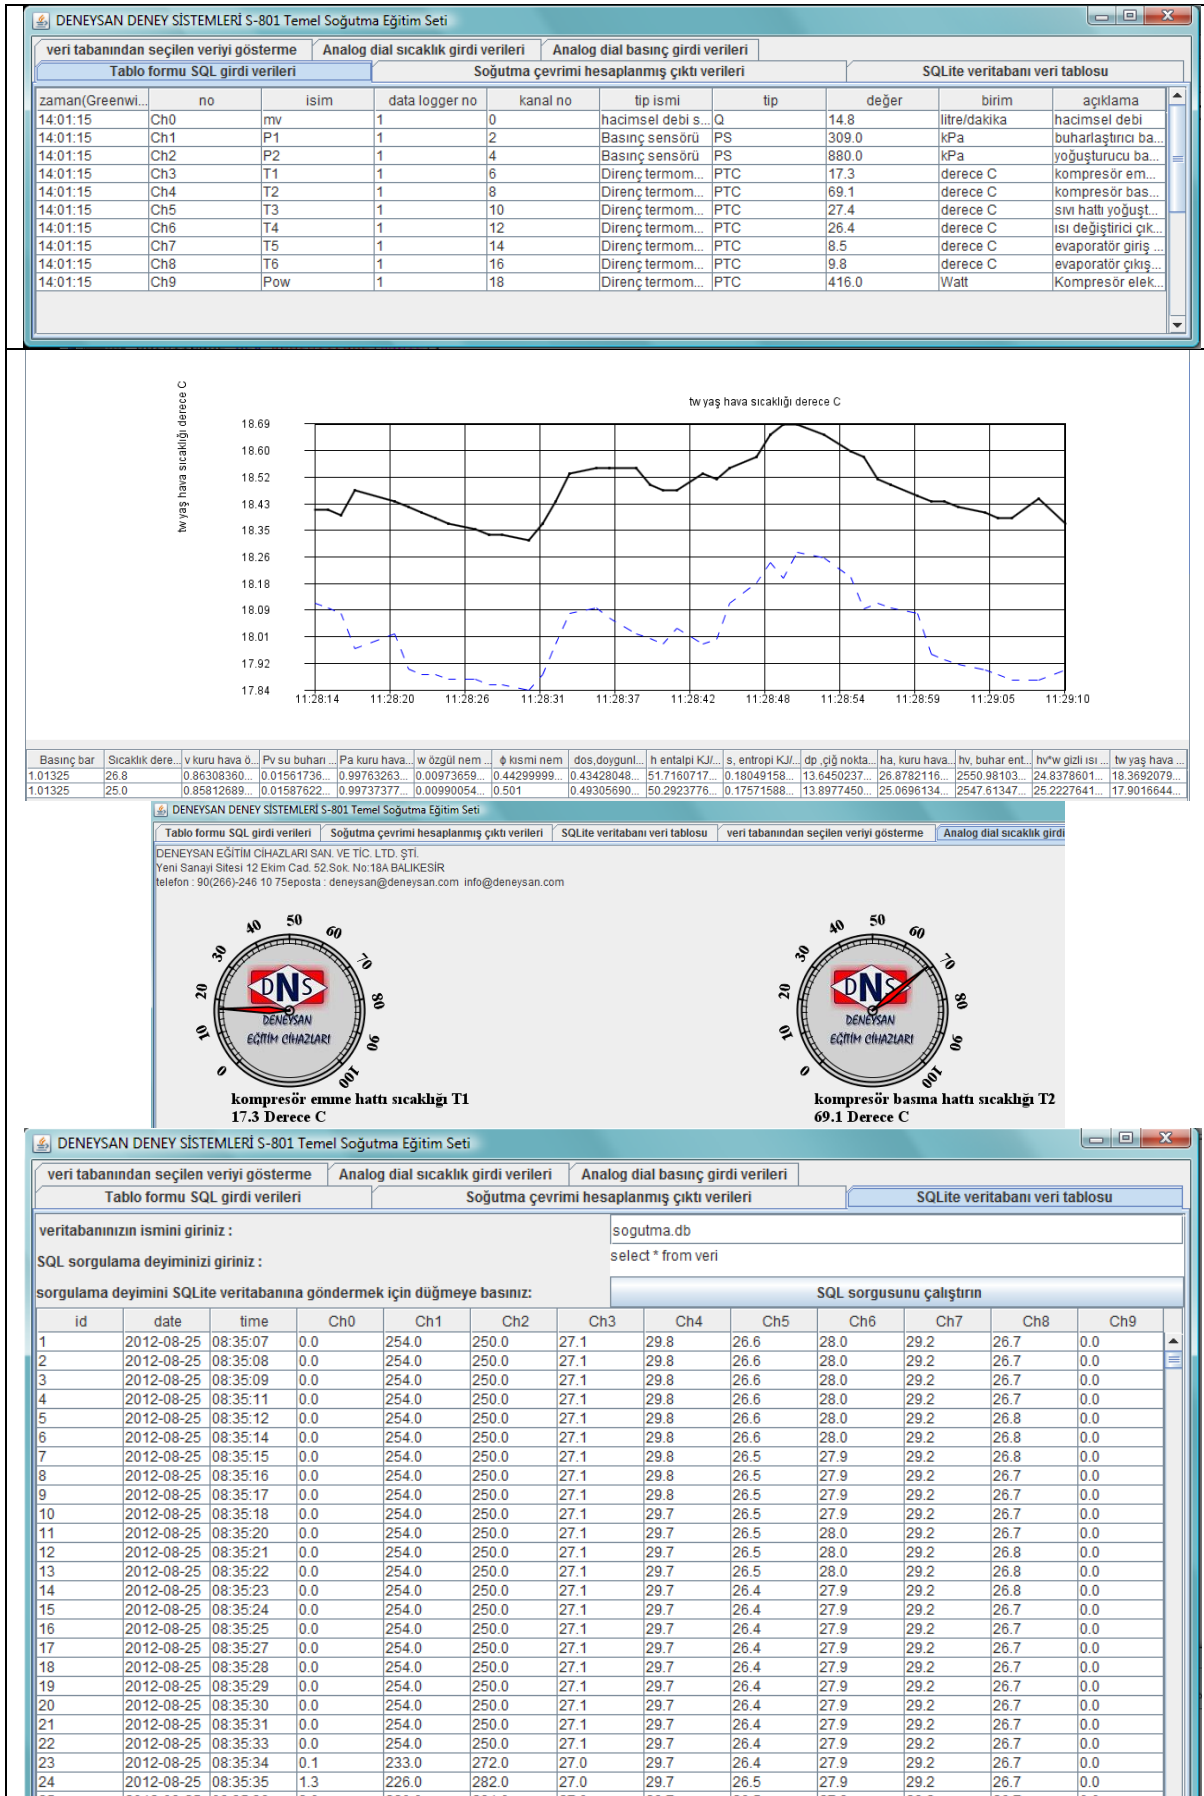 DENEYSAN DENEY SİSTEMLERİ S-801 Temel Soğutma Eğitim Seti
veri tabanından seçilen veriyi gösterme Analog dial sıcaklık girdi verileri Analog dial basınç girdi verileri
Tablo formu SQL girdi verileri Soğutma çevrimi hesaplanmış çıktı verileri SQLite veritabanı veri tablosu
zaman(Greenwi... no isim data logger no kanal no tip ismi tip değer birim açıklama
14:01:15 Ch0 mv 1 0 hacimsel debi s... Q 14.8 litre/dakika hacimsel debi
14:01:15 Ch1 P1 1 2 Basınç sensörü PS 309.0 kPa buharlaştırıcı ba...
14:01:15 Ch2 P2 1 4 Basınç sensörü PS 880.0 kPa yoğuşturucu ba...
14:01:15 Ch3 T1 1 6 Direnç termom... PTC 17.3 derece C kompresör em...
14:01:15 Ch4 T2 1 8 Direnç termom... PTC 69.1 derece C kompresör bas...
14:01:15 Ch5 T3 1 10 Direnç termom... PTC 27.4 derece C sıvı hattı yoğuşt...
14:01:15 Ch6 T4 1 12 Direnç termom... PTC 26.4 derece C ısı değiştirici çık...
14:01:15 Ch7 T5 1 14 Direnç termom... PTC 8.5 derece C evaporatör giriş ...
14:01:15 Ch8 T6 1 16 Direnç termom... PTC 9.8 derece C evaporatör çıkış...
14:01:15 Ch9 Pow 1 18 Direnç termom... PTC 416.0 Watt Kompresör elek...
tw yaş hava sıcaklığı derece C
tw yaş hava sıcaklığı derece C
18.69
18.60
18.52
18.43
18.35
18.26
18.18
18.09
18.01
17.92
17.84
11:28:14 11:28:20 11:28:26 11:28:31 11:28:37 11:28:42 11:28:48 11:28:54 11:28:59 11:29:05 11:29:10
Basınç bar Sıcaklık dere... v kuru hava ö... Pv su buharı ... Pa kuru hava... w özgül nem ... ϕ kısmi nem dos,doygunl... h entalpi KJ/... s, entropi KJ/... dp ,çiğ nokta... ha, kuru hava... hv, buhar ent... hv*w gizli ısı ... tw yaş hava ...
1.01325 26.8 0.86308360... 0.01561736... 0.99763263... 0.00973659... 0.44299999... 0.43428048... 51.7160717... 0.18049158... 13.6450237... 26.8782116... 2550.98103... 24.8378601... 18.3692079...
1.01325 25.0 0.85812689... 0.01587622... 0.99737377... 0.00990054... 0.501 0.49305690... 50.2923776... 0.17571588... 13.8977450... 25.0696134... 2547.61347... 25.2227641... 17.9016644...
DENEYSAN DENEY SİSTEMLERİ S-801 Temel Soğutma Eğitim Seti
Tablo formu SQL girdi verileri Soğutma çevrimi hesaplanmış çıktı verileri SQLite veritabanı veri tablosu veri tabanından seçilen veriyi gösterme Analog dial sıcaklık girdi
DENEYSAN EĞİTİM CİHAZLARI SAN. VE TİC. LTD. ŞTİ.
Yeni Sanayi Sitesi 12 Ekim Cad. 52.Sok. No:18A BALIKESİR
telefon : 90(266)-246 10 75eposta : deneysan@deneysan.com info@deneysan.com
0 10 20 30 40 50 60 70 80 90 100
DNS
DENEYSAN
EĞİTİM CİHAZLARI
kompresör emme hattı sıcaklığı T1
17.3 Derece C
0 10 20 30 40 50 60 70 80 90 100
DNS
DENEYSAN
EĞİTİM CİHAZLARI
kompresör basma hattı sıcaklığı T2
69.1 Derece C
DENEYSAN DENEY SİSTEMLERİ S-801 Temel Soğutma Eğitim Seti
veri tabanından seçilen veriyi gösterme Analog dial sıcaklık girdi verileri Analog dial basınç girdi verileri
Tablo formu SQL girdi verileri Soğutma çevrimi hesaplanmış çıktı verileri SQLite veritabanı veri tablosu
veritabanınızın ismini giriniz : sogutma.db
SQL sorgulama deyiminizi giriniz : select * from veri
sorgulama deyimini SQLite veritabanına göndermek için düğmeye basınız: SQL sorgusunu çalıştırın
id date time Ch0 Ch1 Ch2 Ch3 Ch4 Ch5 Ch6 Ch7 Ch8 Ch9
1 2012-08-25 08:35:07 0.0 254.0 250.0 27.1 29.8 26.6 28.0 29.2 26.7 0.0
2 2012-08-25 08:35:08 0.0 254.0 250.0 27.1 29.8 26.6 28.0 29.2 26.7 0.0
3 2012-08-25 08:35:09 0.0 254.0 250.0 27.1 29.8 26.6 28.0 29.2 26.7 0.0
4 2012-08-25 08:35:11 0.0 254.0 250.0 27.1 29.8 26.6 28.0 29.2 26.7 0.0
5 2012-08-25 08:35:12 0.0 254.0 250.0 27.1 29.8 26.6 28.0 29.2 26.8 0.0
6 2012-08-25 08:35:14 0.0 254.0 250.0 27.1 29.8 26.6 28.0 29.2 26.8 0.0
7 2012-08-25 08:35:15 0.0 254.0 250.0 27.1 29.8 26.5 27.9 29.2 26.8 0.0
8 2012-08-25 08:35:16 0.0 254.0 250.0 27.1 29.8 26.5 27.9 29.2 26.7 0.0
9 2012-08-25 08:35:17 0.0 254.0 250.0 27.1 29.8 26.5 27.9 29.2 26.7 0.0
10 2012-08-25 08:35:18 0.0 254.0 250.0 27.1 29.7 26.5 27.9 29.2 26.7 0.0
11 2012-08-25 08:35:20 0.0 254.0 250.0 27.1 29.7 26.5 28.0 29.2 26.7 0.0
12 2012-08-25 08:35:21 0.0 254.0 250.0 27.1 29.7 26.5 28.0 29.2 26.8 0.0
13 2012-08-25 08:35:22 0.0 254.0 250.0 27.1 29.7 26.5 28.0 29.2 26.8 0.0
14 2012-08-25 08:35:23 0.0 254.0 250.0 27.1 29.7 26.4 27.9 29.2 26.8 0.0
15 2012-08-25 08:35:24 0.0 254.0 250.0 27.1 29.7 26.4 27.9 29.2 26.7 0.0
16 2012-08-25 08:35:25 0.0 254.0 250.0 27.1 29.7 26.4 27.9 29.2 26.7 0.0
17 2012-08-25 08:35:27 0.0 254.0 250.0 27.1 29.7 26.4 27.9 29.2 26.7 0.0
18 2012-08-25 08:35:28 0.0 254.0 250.0 27.1 29.7 26.4 27.9 29.2 26.7 0.0
19 2012-08-25 08:35:29 0.0 254.0 250.0 27.1 29.7 26.4 27.9 29.2 26.7 0.0
20 2012-08-25 08:35:30 0.0 254.0 250.0 27.1 29.7 26.4 27.9 29.2 26.7 0.0
21 2012-08-25 08:35:31 0.0 254.0 250.0 27.1 29.7 26.4 27.9 29.2 26.7 0.0
22 2012-08-25 08:35:33 0.0 254.0 250.0 27.1 29.7 26.4 27.9 29.2 26.7 0.0
23 2012-08-25 08:35:34 0.1 233.0 272.0 27.0 29.7 26.4 27.9 29.2 26.7 0.0
24 2012-08-25 08:35:35 1.3 226.0 282.0 27.0 29.7 26.5 27.9 29.2 26.7 0.0